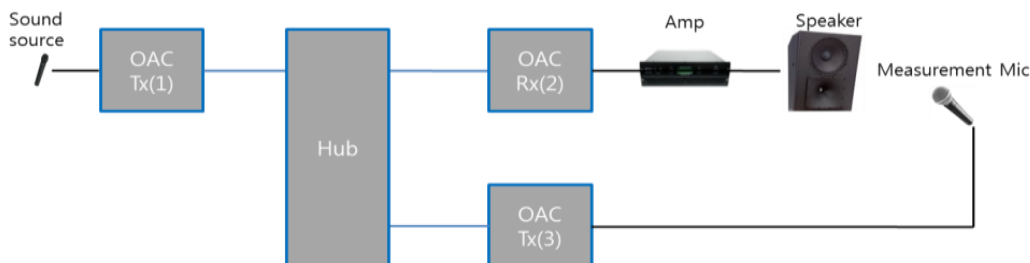 Sound
source
OAC
Tx(1)
Hub
OAC
Rx(2)
Amp
Speaker
Measurement Mic
OAC
Tx(3)